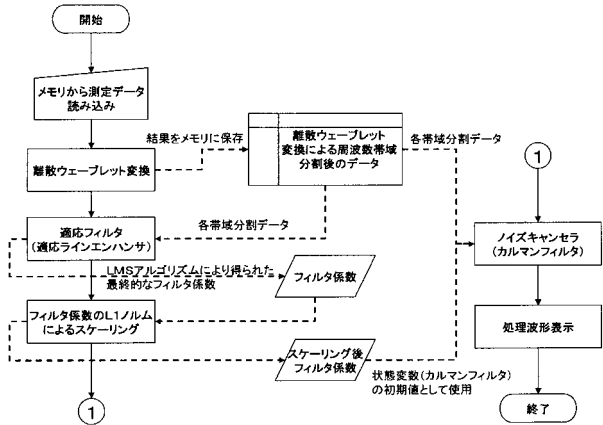 開始
メモリから測定データ
読み込み
離散ウェーブレット変換
結果をメモリに保存
離散ウェーブレット
変換による周波数帯域
分割後のデータ
各帯域分割データ
適応フィルタ
(適応ラインエンハンサ)
各帯域分割データ
LMSアルゴリズムにより得られた
最終的なフィルタ係数
フィルタ係数
フィルタ係数のL1ノルム
によるスケーリング
スケーリング後
フィルタ係数
状態変数(カルマンフィルタ)
の初期値として使用
1
1
ノイズキャンセラ
(カルマンフィルタ)
処理波形表示
終了